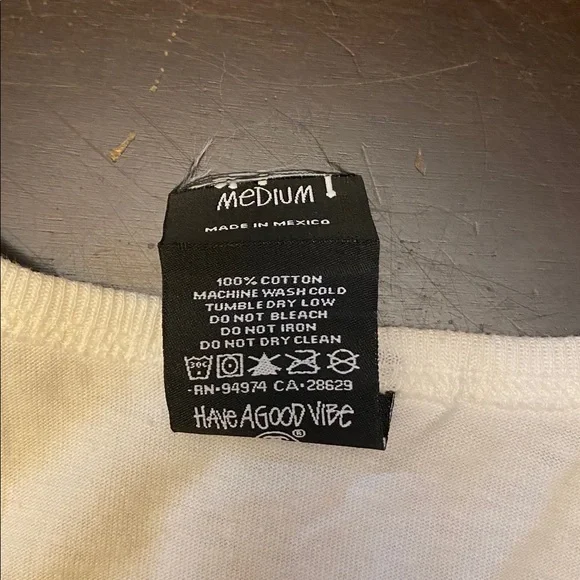 MEDIUM
MADE IN MEXICO
100% COTTON
MACHINE WASH COLD
TUMBLE DRY LOW
DO NOT BLEACH
DO NOT IRON
DO NOT DRY CLEAN
30C
-RN-94974 CA-28629
HAVE A GOOD VIBE
®